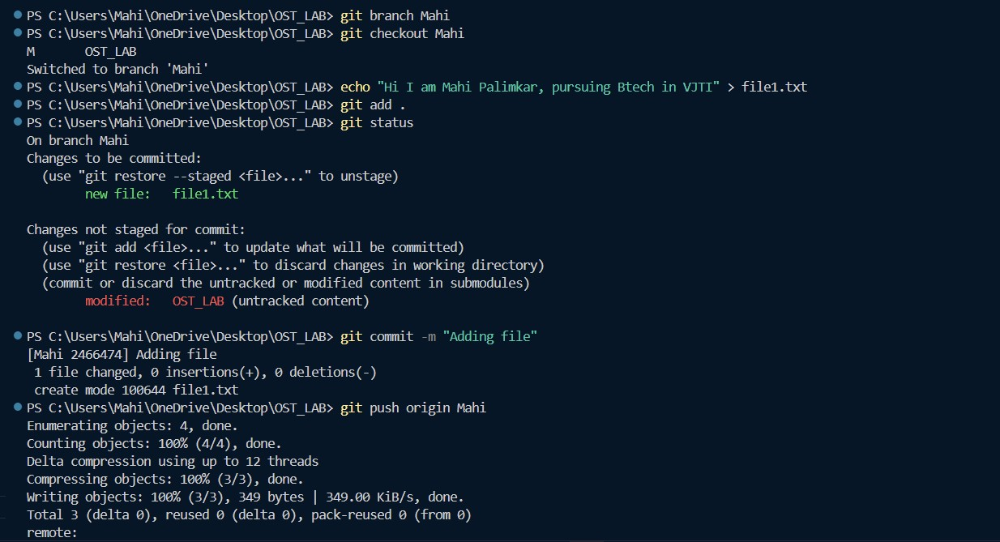 PS C:\Users\Mahi\OneDrive\Desktop\OST_LAB> git branch Mahi
PS C:\Users\Mahi\OneDrive\Desktop\OST_LAB> git checkout Mahi
M       OST_LAB
Switched to branch 'Mahi'
PS C:\Users\Mahi\OneDrive\Desktop\OST_LAB> echo "Hi I am Mahi Palimkar, pursuing Btech in VJTI" > file1.txt
PS C:\Users\Mahi\OneDrive\Desktop\OST_LAB> git add .
PS C:\Users\Mahi\OneDrive\Desktop\OST_LAB> git status
On branch Mahi
Changes to be committed:
  (use "git restore --staged <file>..." to unstage)
        new file:   file1.txt

Changes not staged for commit:
  (use "git add <file>..." to update what will be committed)
  (use "git restore <file>..." to discard changes in working directory)
  (commit or discard the untracked or modified content in submodules)
        modified:   OST_LAB (untracked content)

PS C:\Users\Mahi\OneDrive\Desktop\OST_LAB> git commit -m "Adding file"
[Mahi 2466474] Adding file
 1 file changed, 0 insertions(+), 0 deletions(-)
 create mode 100644 file1.txt
PS C:\Users\Mahi\OneDrive\Desktop\OST_LAB> git push origin Mahi
Enumerating objects: 4, done.
Counting objects: 100% (4/4), done.
Delta compression using up to 12 threads
Compressing objects: 100% (3/3), done.
Writing objects: 100% (3/3), 349 bytes | 349.00 KiB/s, done.
Total 3 (delta 0), reused 0 (delta 0), pack-reused 0 (from 0)
remote: